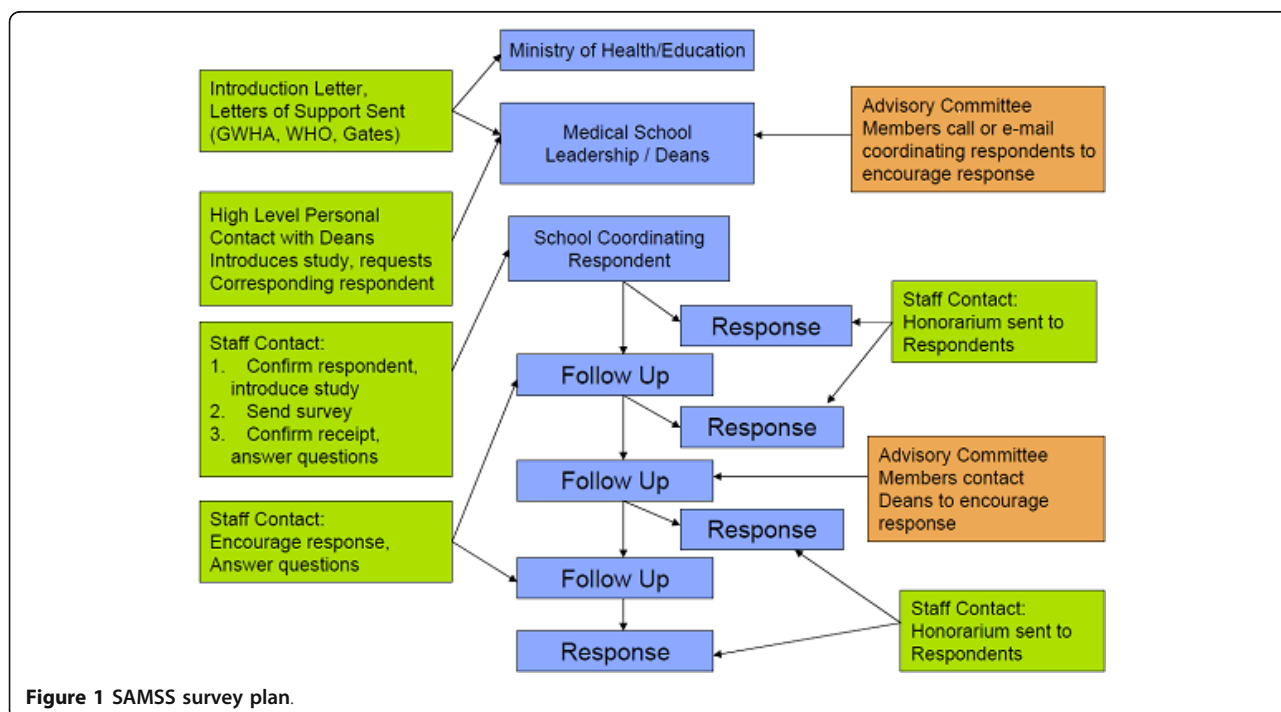 Ministry of Health/Education
Introduction Letter,
Letters of Support Sent
(GWHA, WHO, Gates)
Medical School
Leadership / Deans
Advisory Committee
Members call or e-mail
coordinating respondents to
encourage response
High Level Personal
Contact with Deans
Introduces study, requests
Corresponding respondent
School Coordinating
Respondent
Staff Contact:
Honorarium sent to
Respondents
Response
Staff Contact:
1. Confirm respondent,
introduce study
2. Send survey
3. Confirm receipt,
answer questions
Follow Up
Response
Advisory Committee
Members contact
Deans to encourage
response
Follow Up
Staff Contact:
Encourage response,
Answer questions
Response
Follow Up
Staff Contact:
Honorarium sent to
Respondents
Response
Figure 1 SAMSS survey plan.